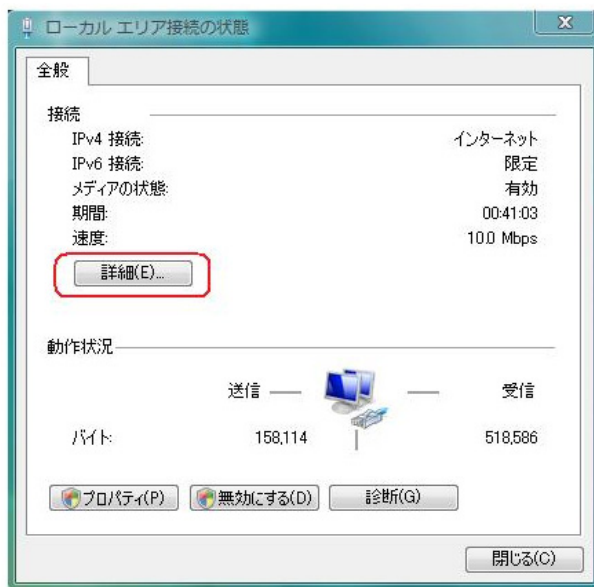 ローカル エリア接続の状態
全般
接続
IPv4 接続: インターネット
IPv6 接続: 限定
メディアの状態: 有効
期間: 00:41:03
速度: 10.0 Mbps
詳細(E)...
動作状況
送信 受信
バイト: 158,114 518,586
プロパティ(P) 無効にする(D) 診断(G)
閉じる(C)